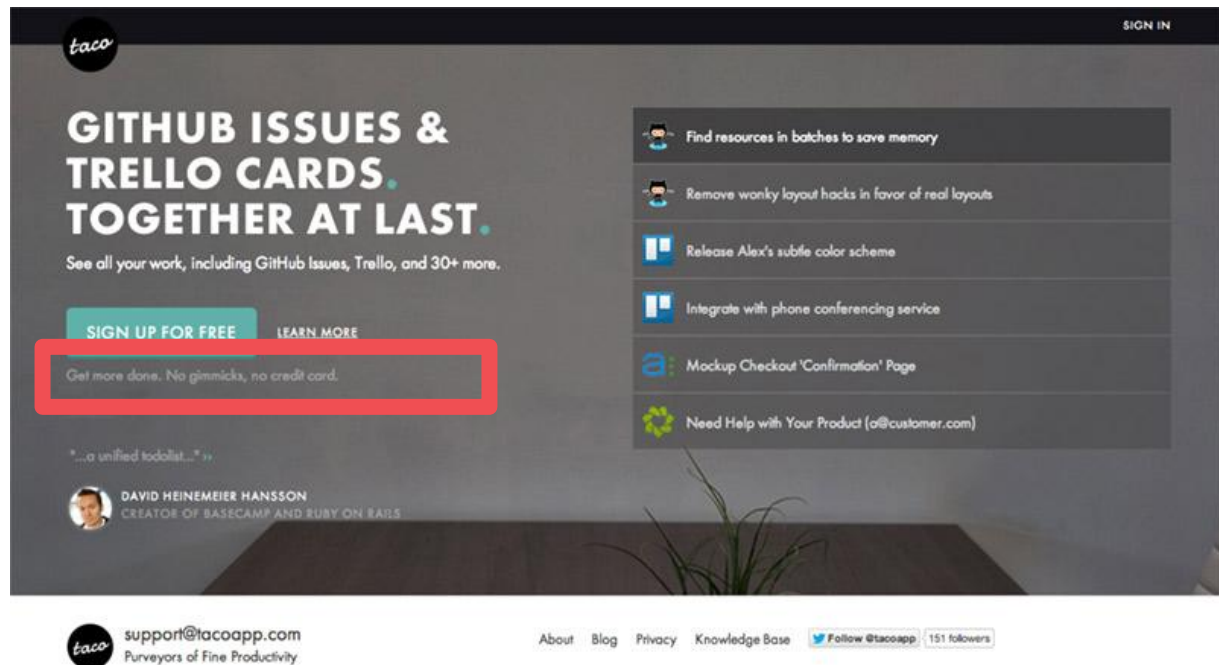 taco
SIGN IN
GITHUB ISSUES &
TRELLO CARDS.
TOGETHER AT LAST.
See all your work, including GitHub Issues, Trello, and 30+ more.
SIGN UP FOR FREE
LEARN MORE
Get more done. No gimmicks, no credit card.
"...a unified todolist..." »
DAVID HEINEMEIER HANSSON
CREATOR OF BASECAMP AND RUBY ON RAILS
Find resources in batches to save memory
Remove wonky layout hacks in favor of real layouts
Release Alex's subtle color scheme
Integrate with phone conferencing service
a:
Mockup Checkout 'Confirmation' Page
Need Help with Your Product (a@customer.com)
taco
support@tacoapp.com
Purveyors of Fine Productivity
About Blog Privacy Knowledge Base Follow @tacoapp 151 followers